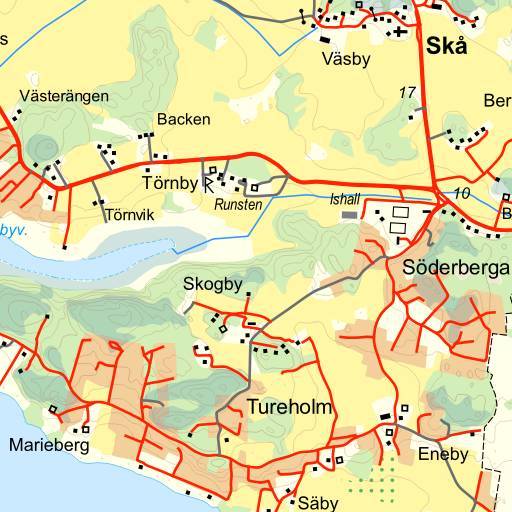 Skå
Väsby
s
Västerängen
17
Ber
Backen
Törnby
Runsten
Ishall
10
Törnvik
B
byv.
Söderberga
Skogby
Tureholm
Marieberg
Eneby
Säby